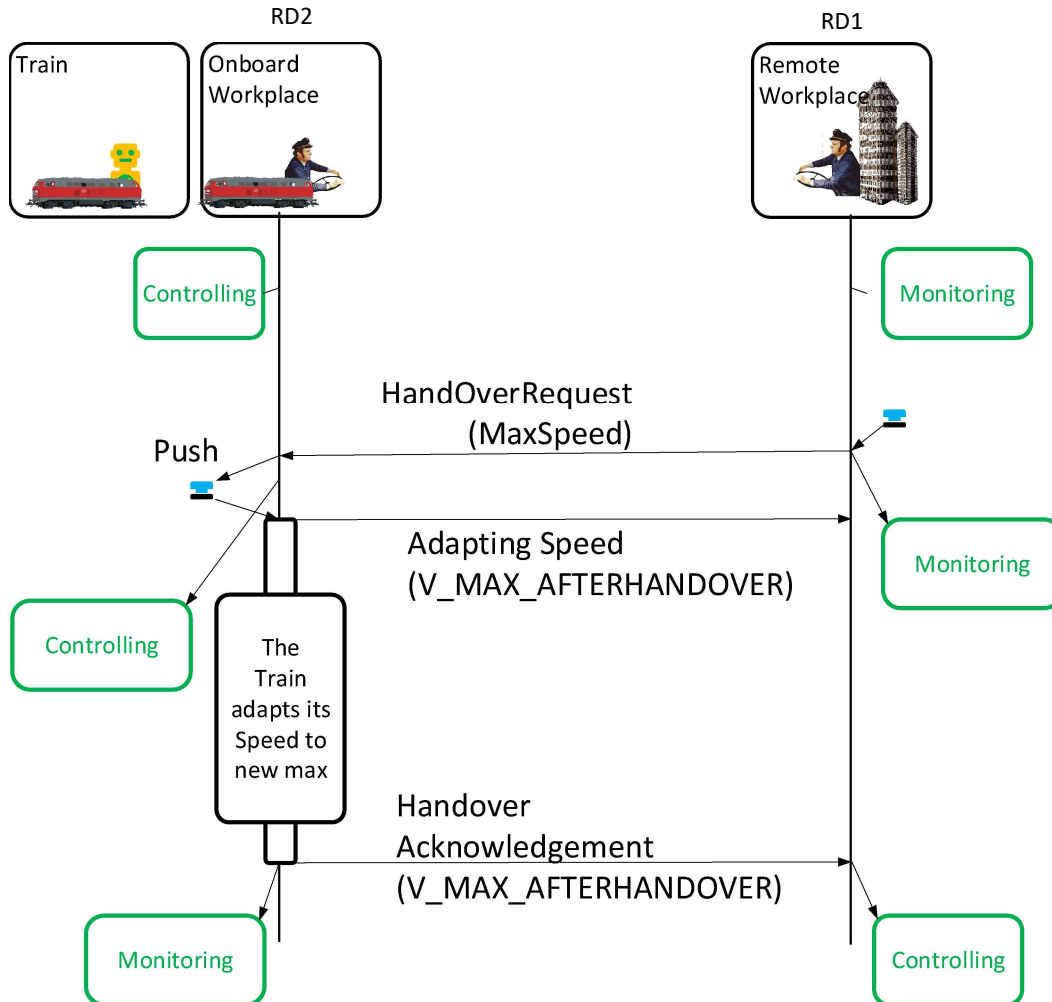 RD2
RD1
Train
Onboard
Workplace
Remote
Workplace
Controlling
Monitoring
HandOverRequest
(MaxSpeed)
Push
Adapting Speed
(V_MAX_AFTERHANDOVER)
Monitoring
Controlling
The
Train
adapts its
Speed to
new max
Handover
Acknowledgement
(V_MAX_AFTERHANDOVER)
Monitoring
Controlling